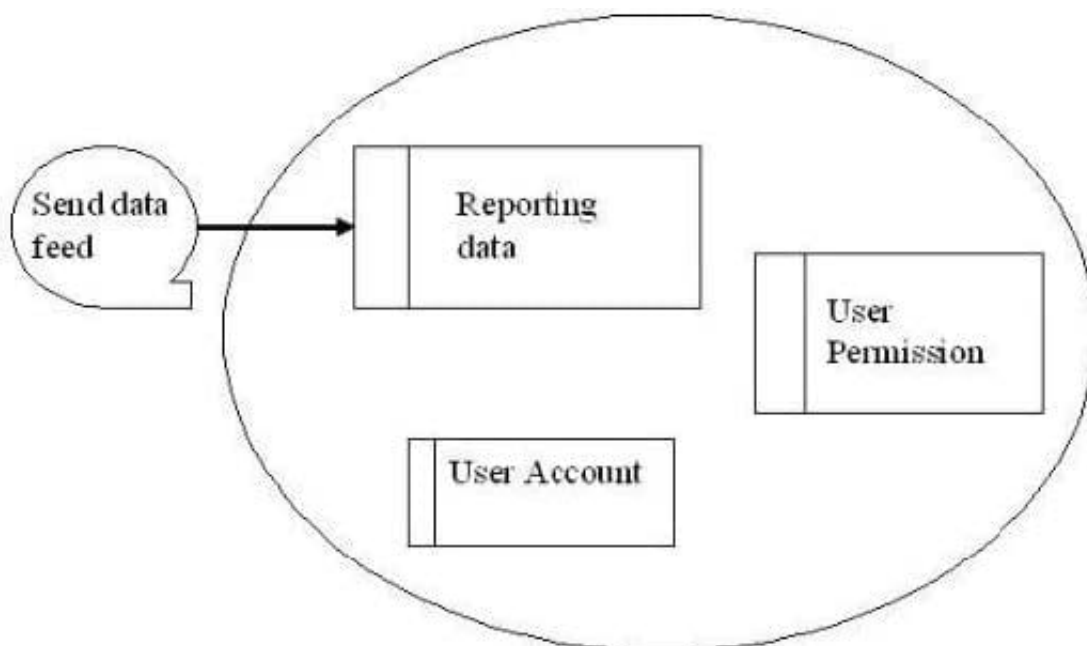 Send data
feed
Reporting
data
User
Permission
User Account